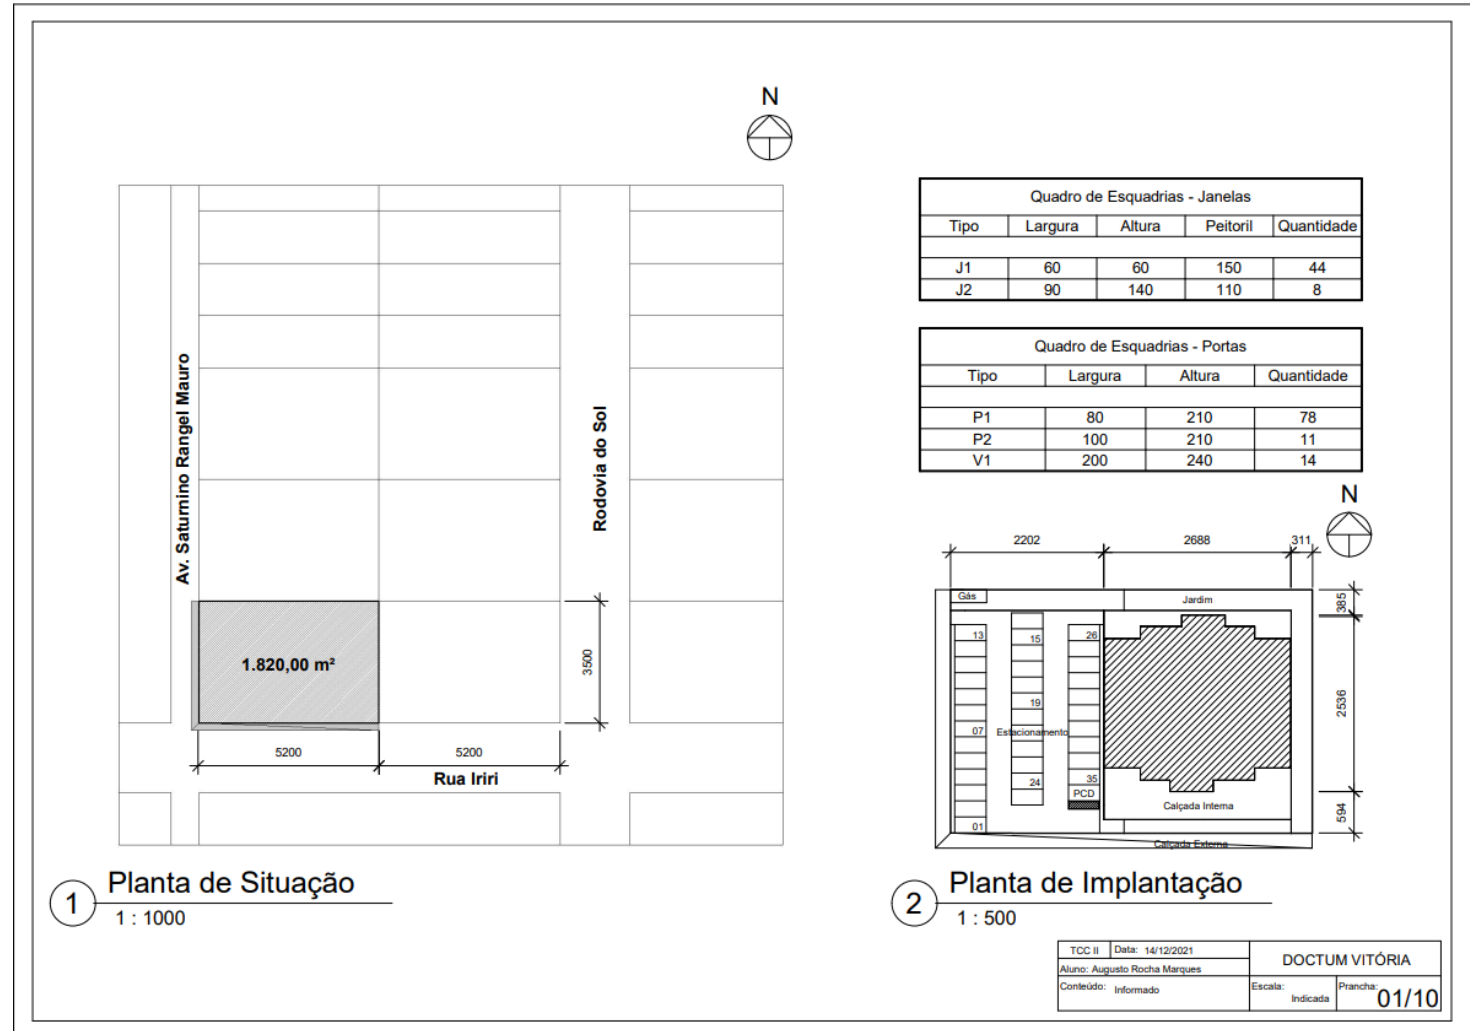 N
Av. Saturnino Rangel Mauro
Rodovia do Sol
1.820,00 m²
3500
5200 5200
Rua Iriri
1 Planta de Situação
1 : 1000
Quadro de Esquadrias - Janelas
Tipo Largura Altura Peitoril Quantidade
J1 60 60 150 44
J2 90 140 110 8
Quadro de Esquadrias - Portas
Tipo Largura Altura Quantidade
P1 80 210 78
P2 100 210 11
V1 200 240 14
N
2202 2688 311
Gás
Jardim
385
13 15 26
19
2536
07 Estacionamento
24 35
PCD
Calçada Interna
594
01
Calçada Externa
2 Planta de Implantação
1 : 500
TCC II Data: 14/12/2021
DOCTUM VITÓRIA
Aluno: Augusto Rocha Marques
Conteúdo: Informado
Escala: Indicada
Prancha: 01/10